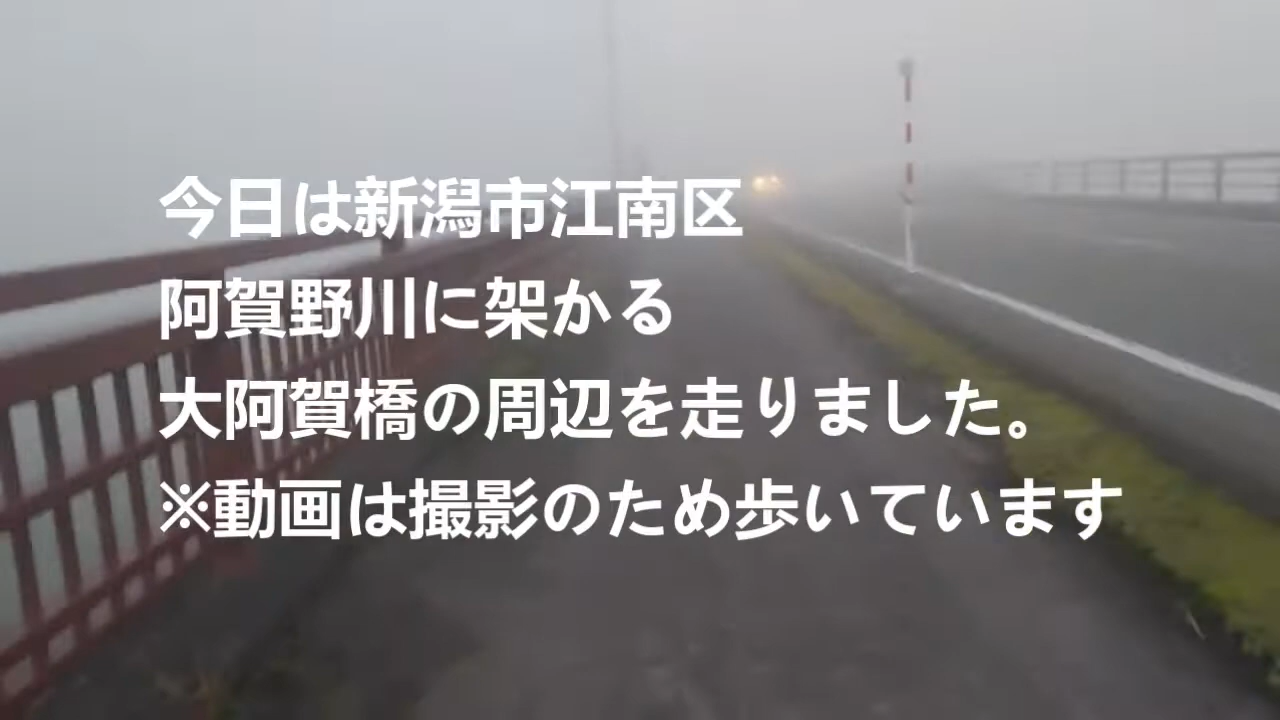 今日は新潟市江南区
阿賀野川に架かる
大阿賀橋の周辺を走りました。
※動画は撮影のため歩いています